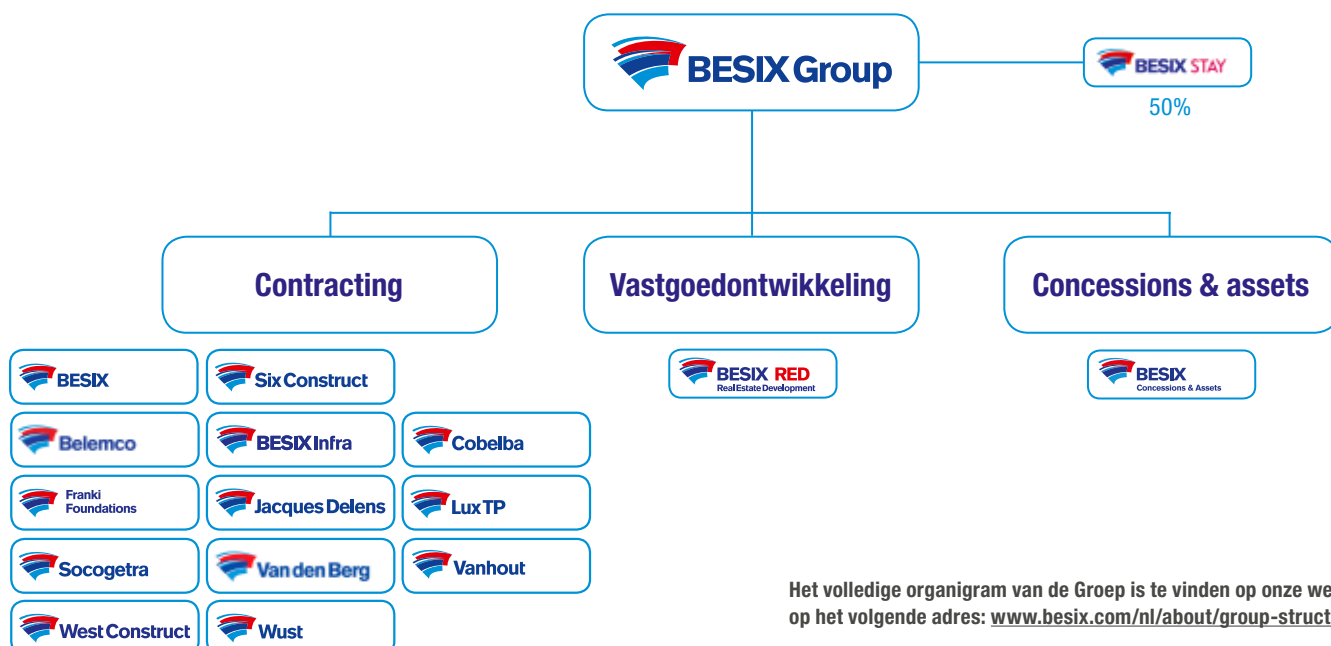 BESIX Group
BESIX STAY
50%
Contracting
Vastgoedontwikkeling
Concessions & assets
BESIX
Six Construct
BESIX RED
Real Estate Development
BESIX
Concessions & Assets
Belemco
BESIX Infra
Cobelba
Franki
Foundations
Jacques Delens
Lux TP
Socogetra
Van den Berg
Vanhout
West Construct
Wust
Het volledige organigram van de Groep is te vinden op onze we
op het volgende adres: www.besix.com/nl/about/group-struct